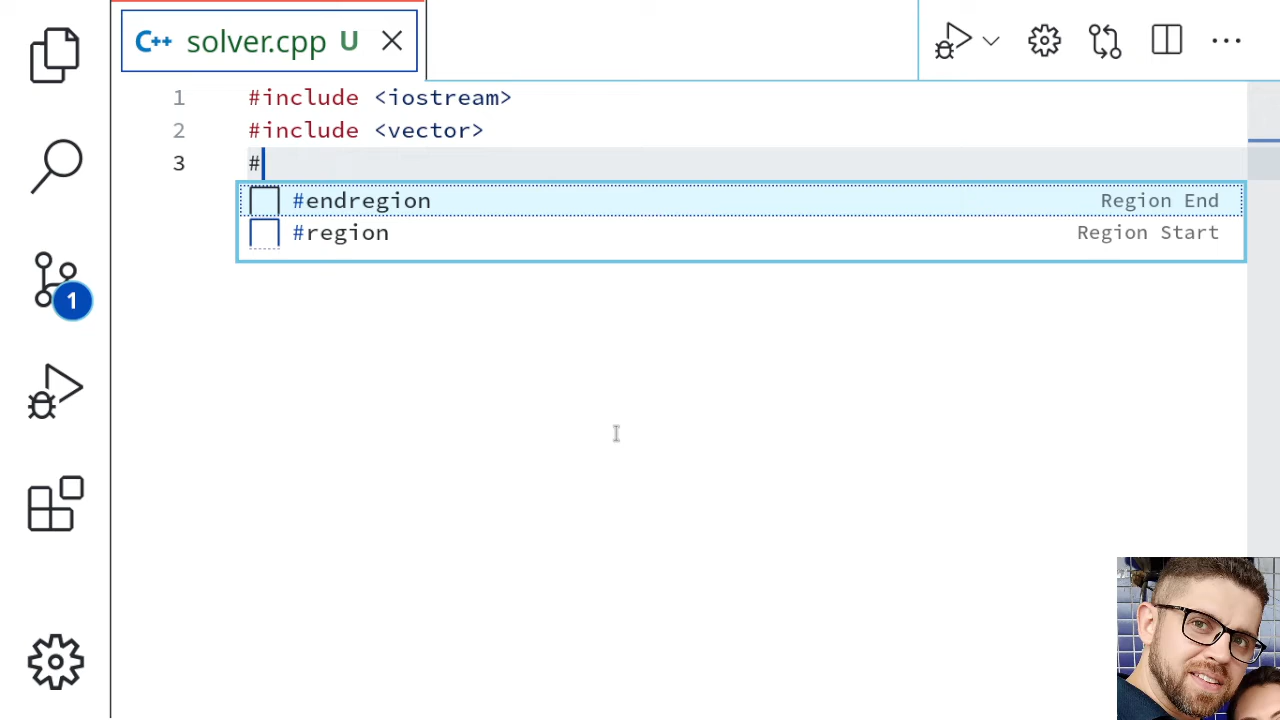 C++ solver.cpp U
1 #include <iostream>
2 #include <vector>
3 #
#endregion Region End
#region Region Start
1